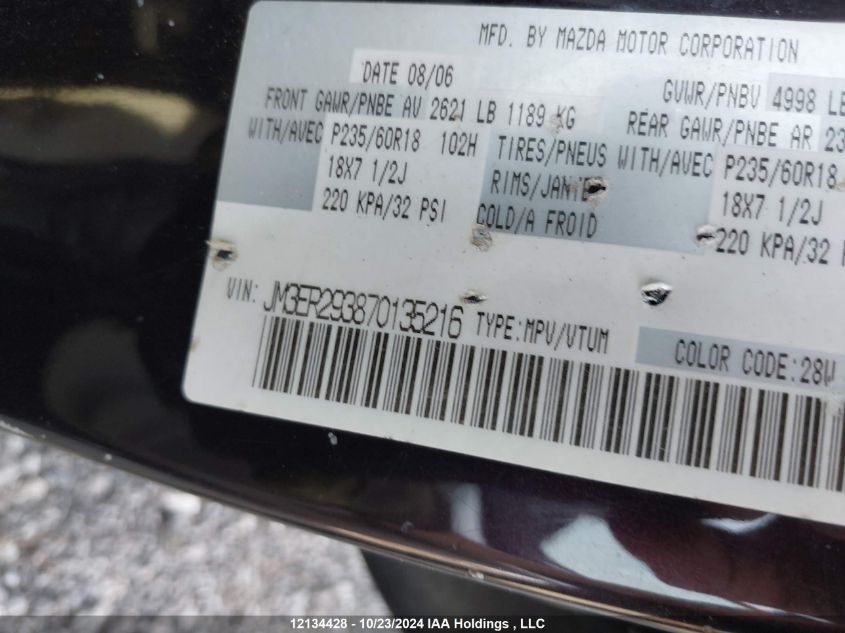 MFD. BY MAZDA MOTOR CORPORATION
DATE 08/06 GVWR/PNBV 4998 LB
FRONT GAWR/PNBE AV 2621 LB 1189 KG REAR GAWR/PNBE AR 23
WITH/AVEC P235/60R18 102H TIRES/PNEUS WITH/AVEC P235/60R18
18X7 1/2J RIMS/JANTE 18X7 1/2J
220 KPA/32 PSI COLD/A FROID 220 KPA/32 P
VIN: JM3ER293870135216 TYPE:MPV/VTUM
COLOR CODE:28W
12134428 - 10/23/2024 IAA Holdings , LLC